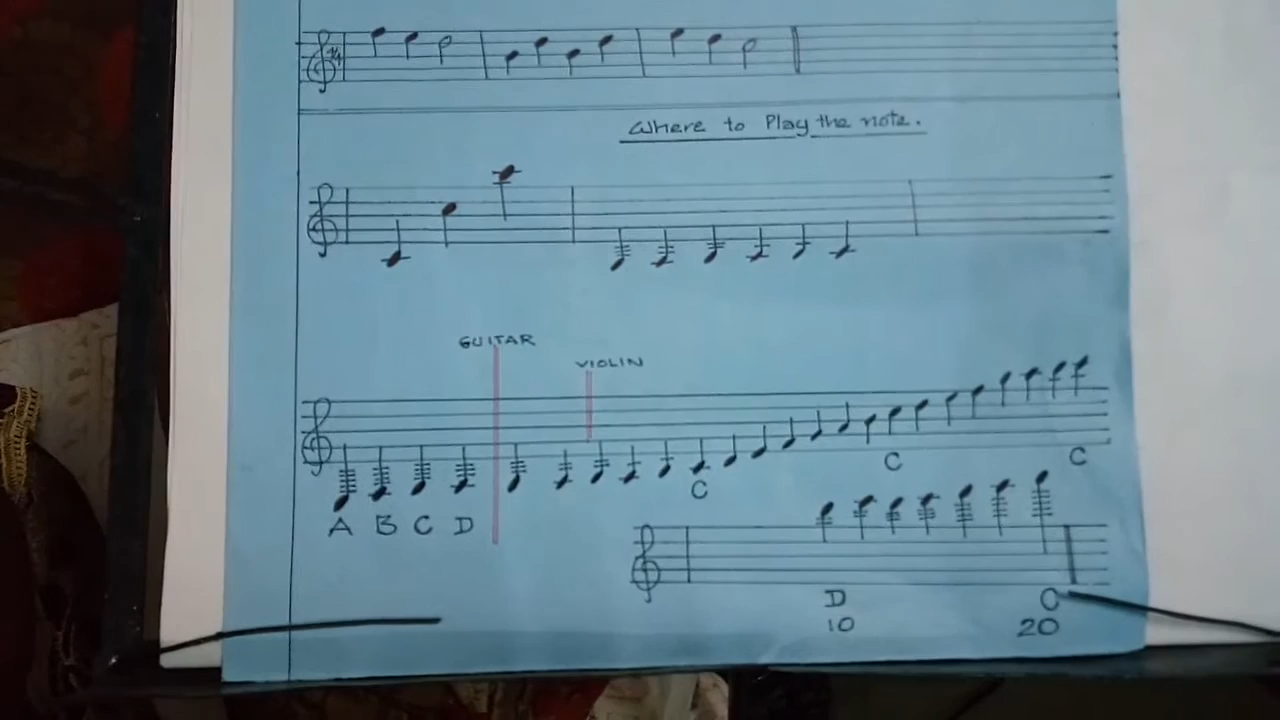 Where to Play the note.
GUITAR
VIOLIN
C C C
A B C D
D C
10 20